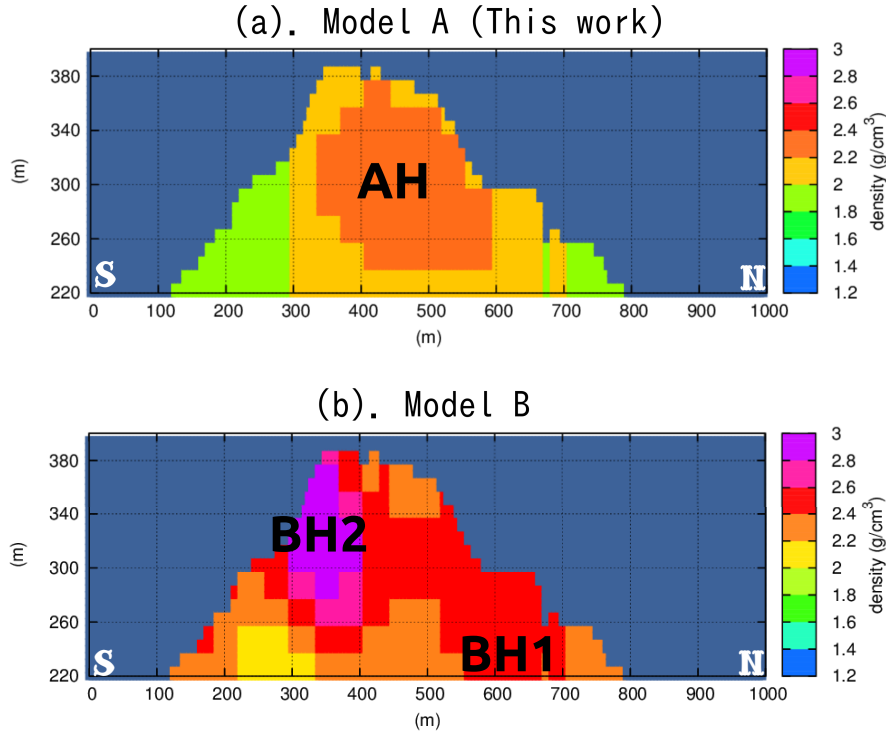 (a). Model A (This work)
380
340
300
260
220
(m)
AH
S
N
0 100 200 300 400 500 600 700 800 900 1000
(m)
3
2.8
2.6
2.4
2.2
2
1.8
1.6
1.4
1.2
density (g/cm³)
(b). Model B
380
340
300
260
220
(m)
BH2
BH1
S
N
0 100 200 300 400 500 600 700 800 900 1000
(m)
3
2.8
2.6
2.4
2.2
2
1.8
1.6
1.4
1.2
density (g/cm³)